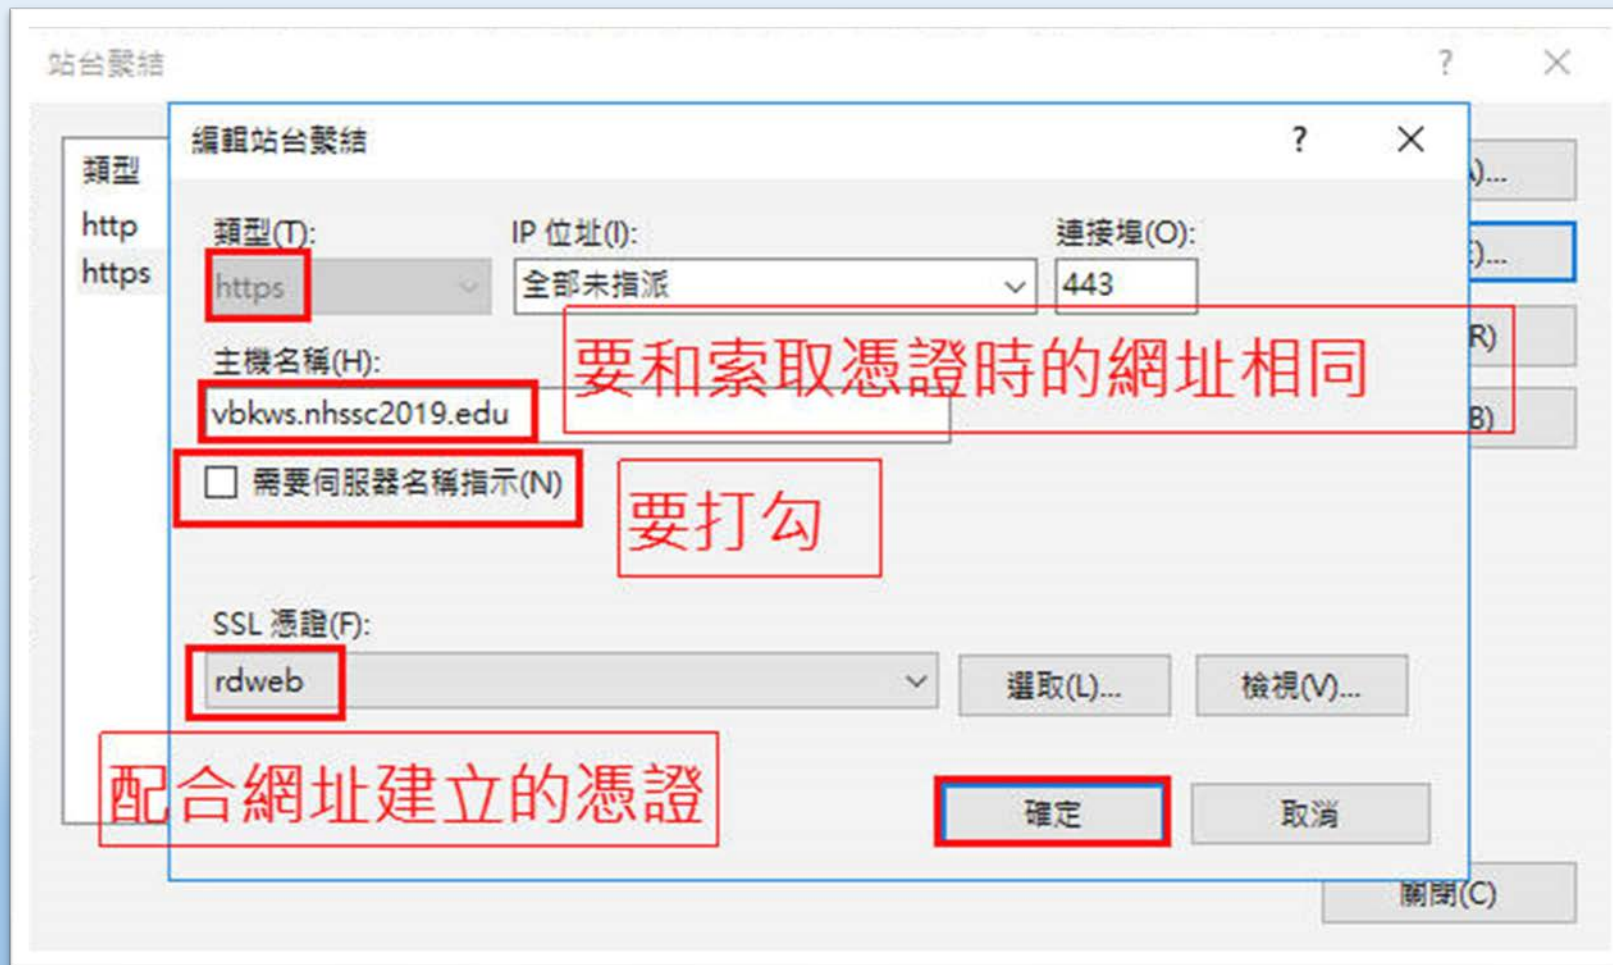 站台繫結
?
編輯站台繫結
?
類型
http
https
類型(T):
https
IP 位址(I):
全部未指派
連接埠(O):
443
主機名稱(H):
vbkws.nhssc2019.edu
要和索取憑證時的網址相同
需要伺服器名稱指示(N)
要打勾
SSL 憑證(F):
rdweb
選取(L)...
檢視(V)...
配合網址建立的憑證
確定
取消
)...
)...
R)
B)
關閉(C)